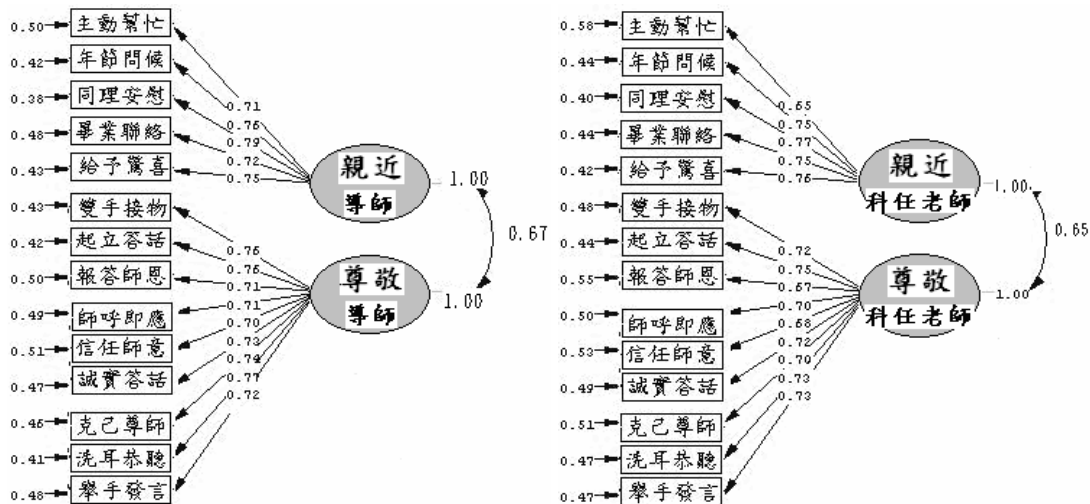 0.50 主動幫忙
0.42 年節問候
0.38 同理安慰
0.48 畢業聯絡
0.43 給予驚喜
0.43 雙手接物
0.42 起立答話
0.50 報答師恩
0.49 師呼即應
0.51 信任師意
0.47 誠實答話
0.46 克己尊師
0.41 洗耳恭聽
0.48 舉手發言
0.71
0.76
0.79
0.72
0.75
0.76
0.76
0.71
0.71
0.70
0.73
0.74
0.77
0.72
親近
導師
1.00
0.67
尊敬
導師
1.00
0.58 主動幫忙
0.44 年節問候
0.40 同理安慰
0.44 畢業聯絡
0.42 給予驚喜
0.48 雙手接物
0.44 起立答話
0.55 報答師恩
0.50 師呼即應
0.53 信任師意
0.49 誠實答話
0.51 克己尊師
0.47 洗耳恭聽
0.47 舉手發言
0.65
0.75
0.77
0.75
0.76
0.72
0.75
0.67
0.70
0.68
0.72
0.70
0.73
0.73
親近
科任老師
1.00
0.65
尊敬
科任老師
1.00